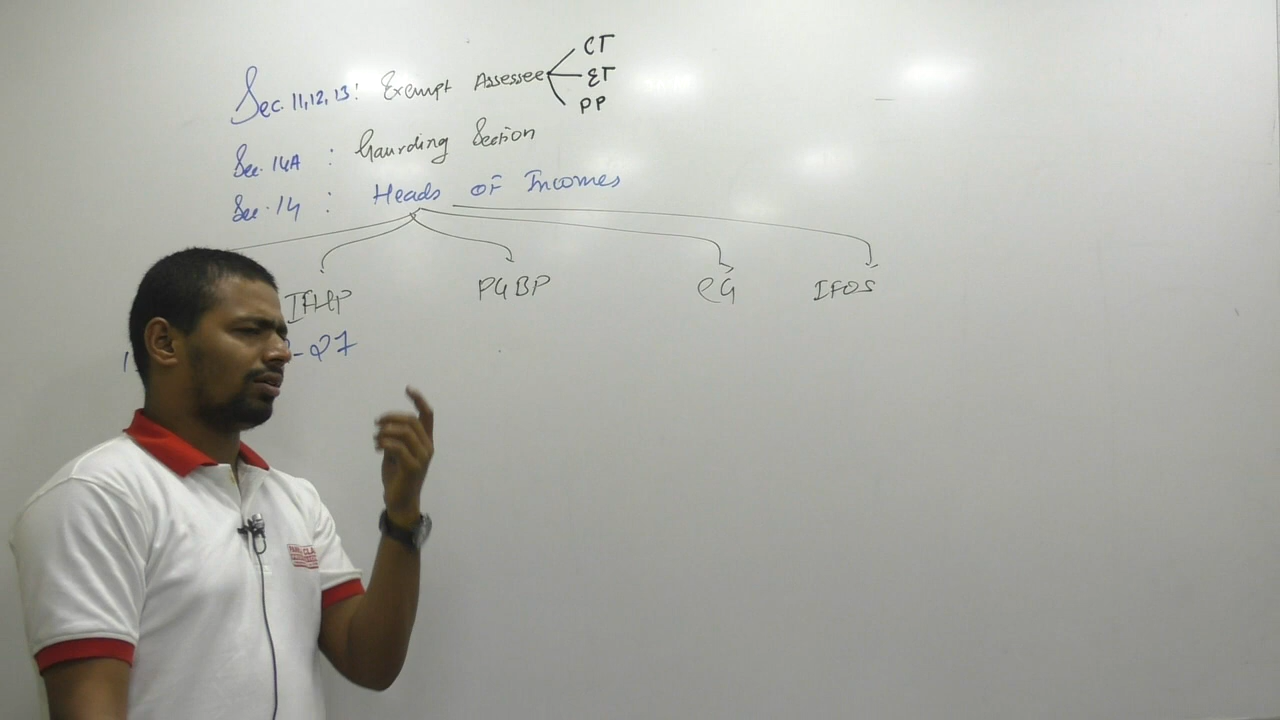 CT
Sec. 11,12,13: Exempt Assessee
ET
PP
Sec. 14A : Gaurding Section
Sec. 14 : Heads of Incomes
IFHP PGBP CG IFOS
-27